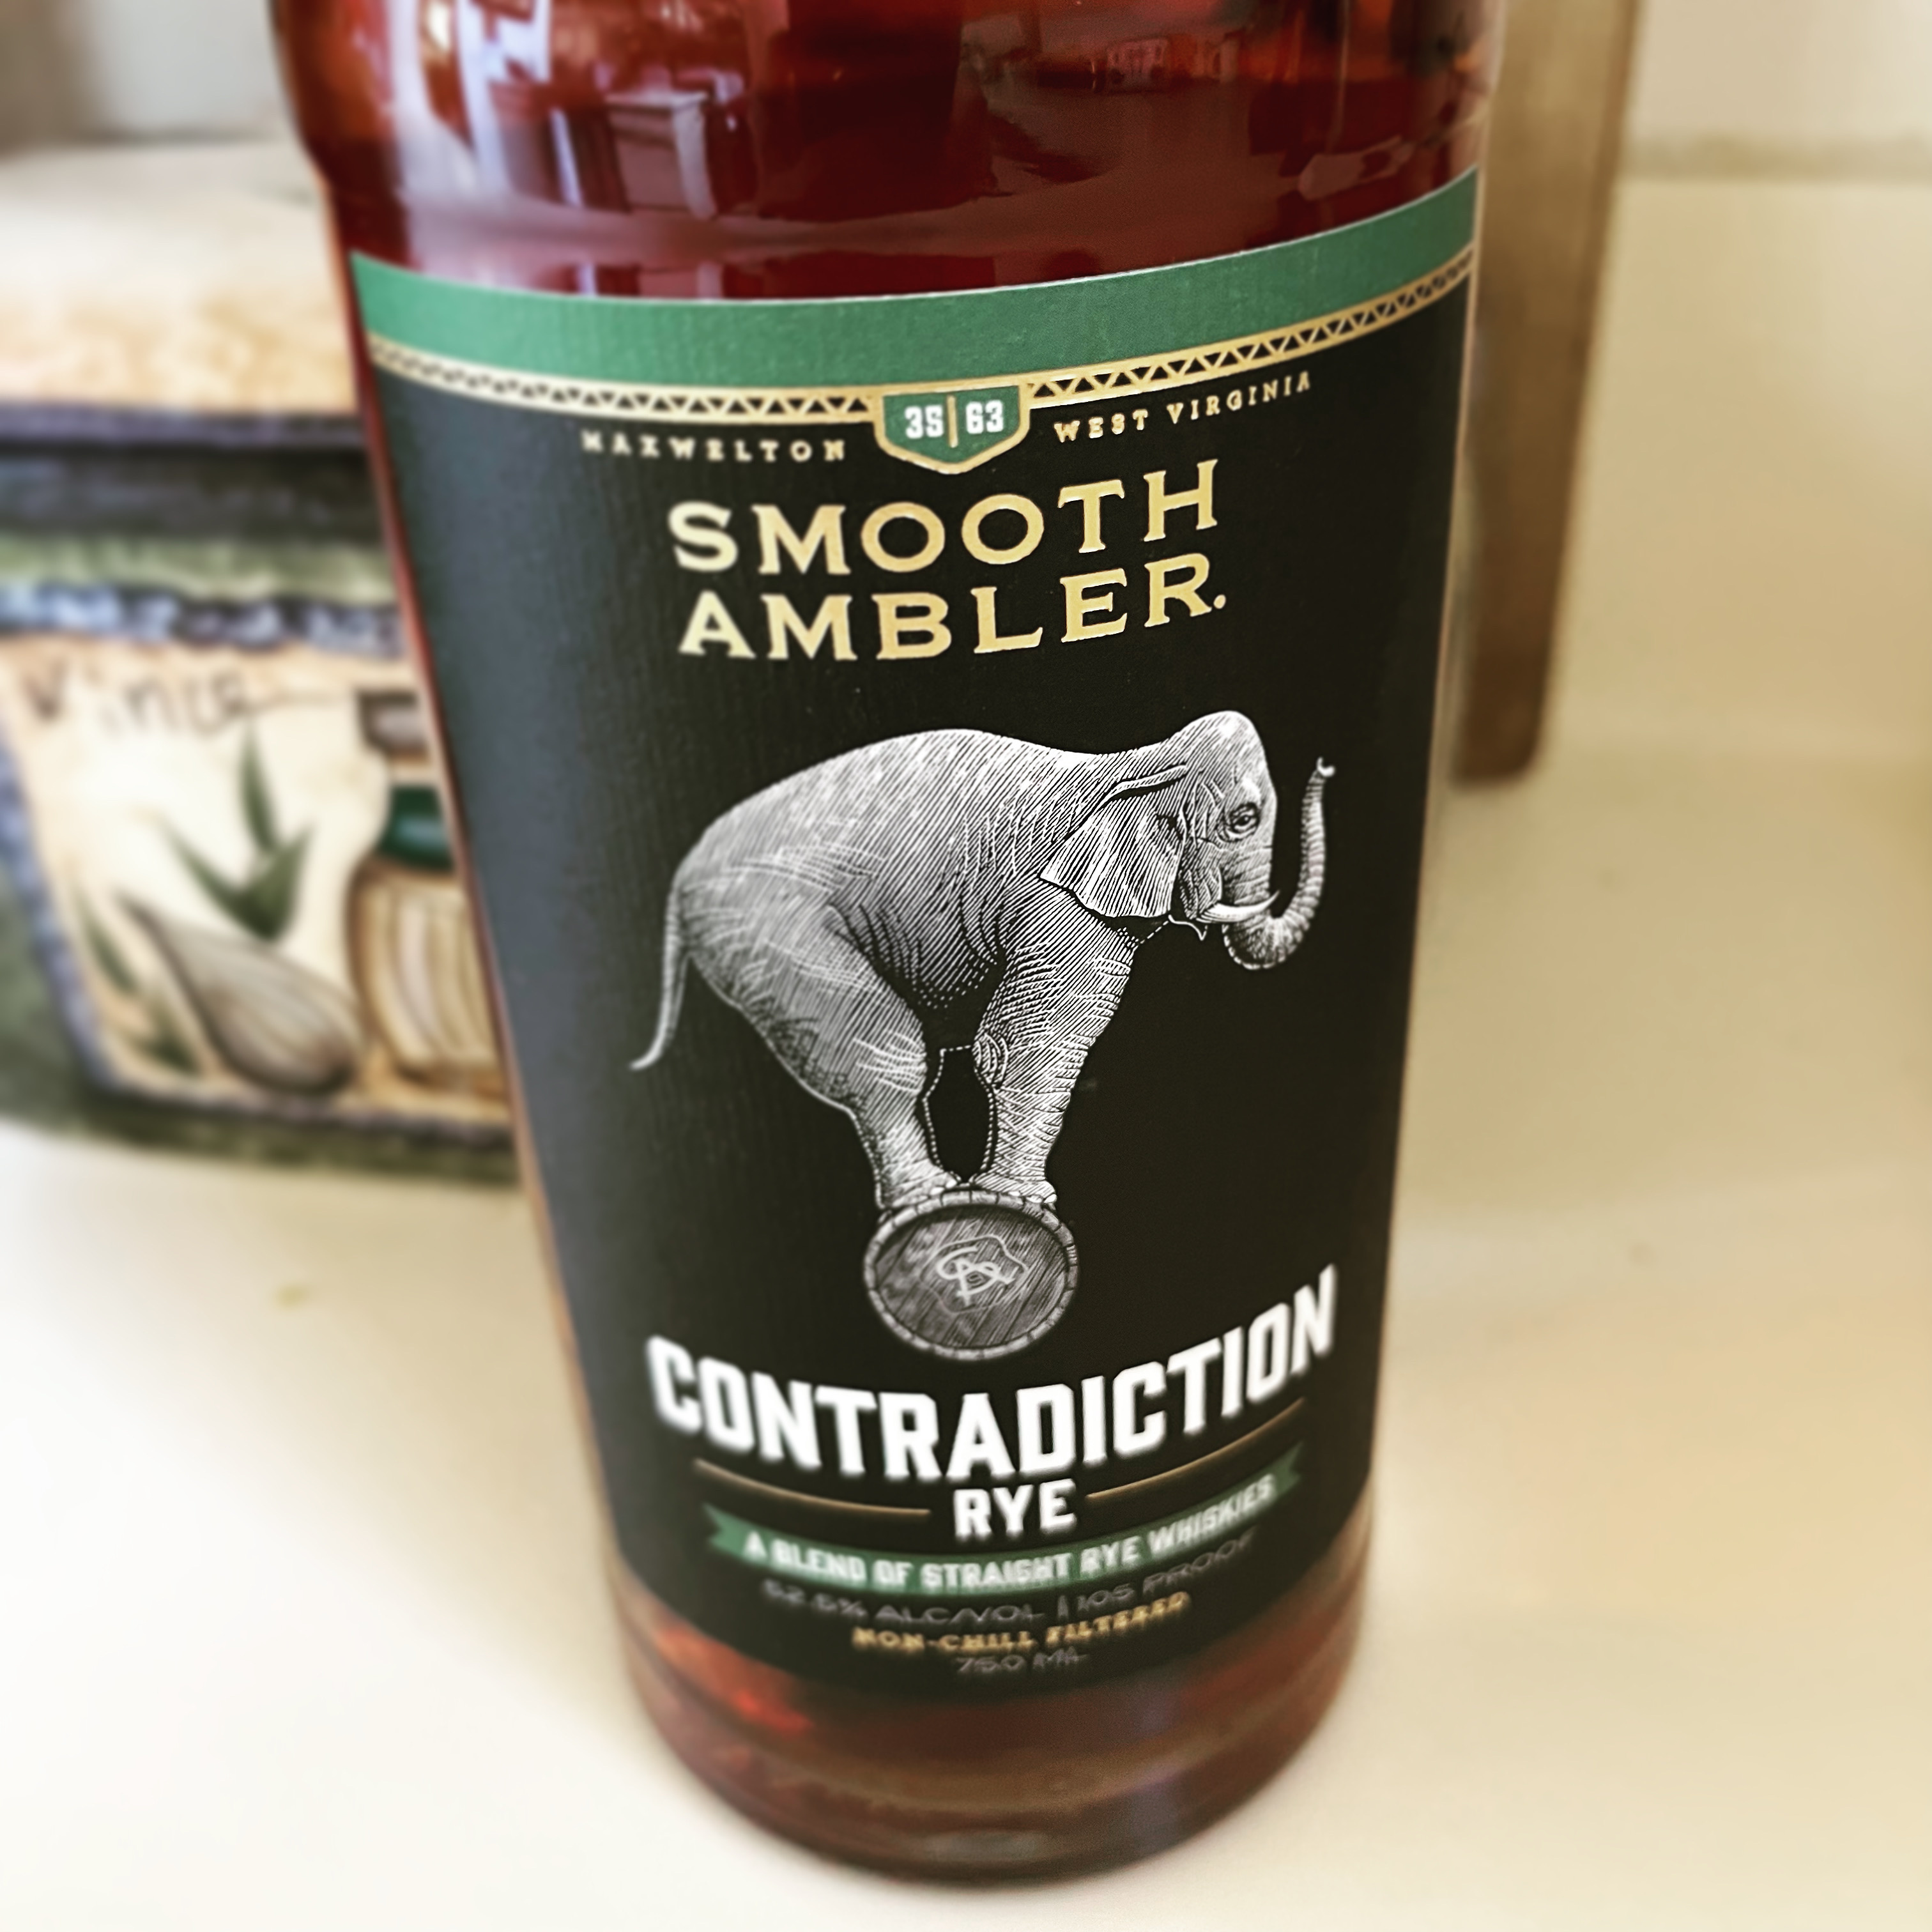 MAXWELTON 35|63 WEST VIRGINIA
SMOOTH
AMBLER.
CONTRADICTION
RYE
A BLEND OF STRAIGHT RYE WHISKIES
52.5% ALC/VOL | 105 PROOF
NON-CHILL FILTERED
750 ML